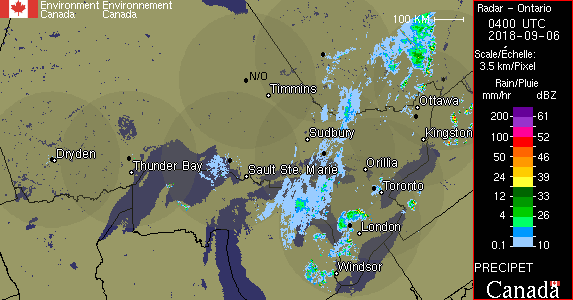 Environment Environnement
Canada Canada
100 KM
N/O
Timmins
Ottawa
Sudbury
Kingston
Dryden
Thunder Bay
Sault Ste. Marie
Orillia
Toronto
London
Windsor
Radar – Ontario
0400 UTC
2018-09-06
Scale/Échelle:
3.5 km/Pixel
Rain/Pluie
mm/hr dBZ
200 61
100 52
50 46
24 39
12 33
4 26
0.1 10
PRECIPET
Canada